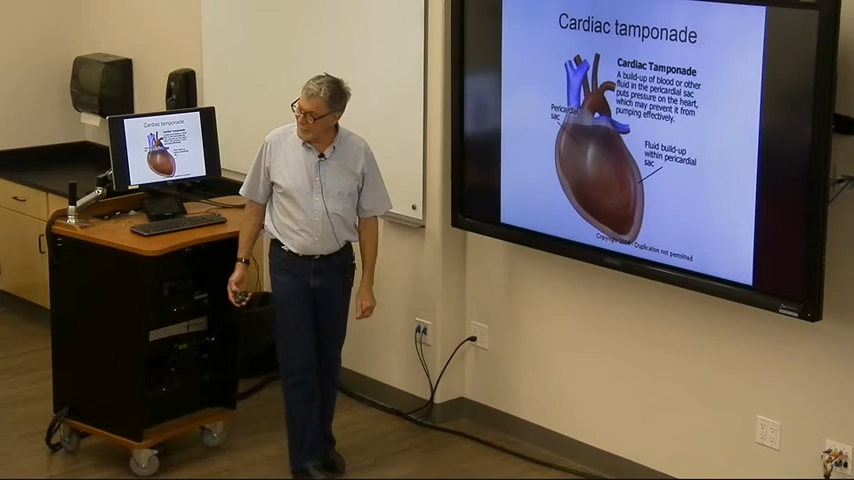 Cardiac tamponade
Cardiac Tamponade
A build-up of blood or other
fluid in the pericardial sac
puts pressure on the heart,
which may prevent it from
pumping effectively.
Pericardial
sac
Fluid build-up
within pericardial
sac
Duplication not permitted
Cardiac tamponade